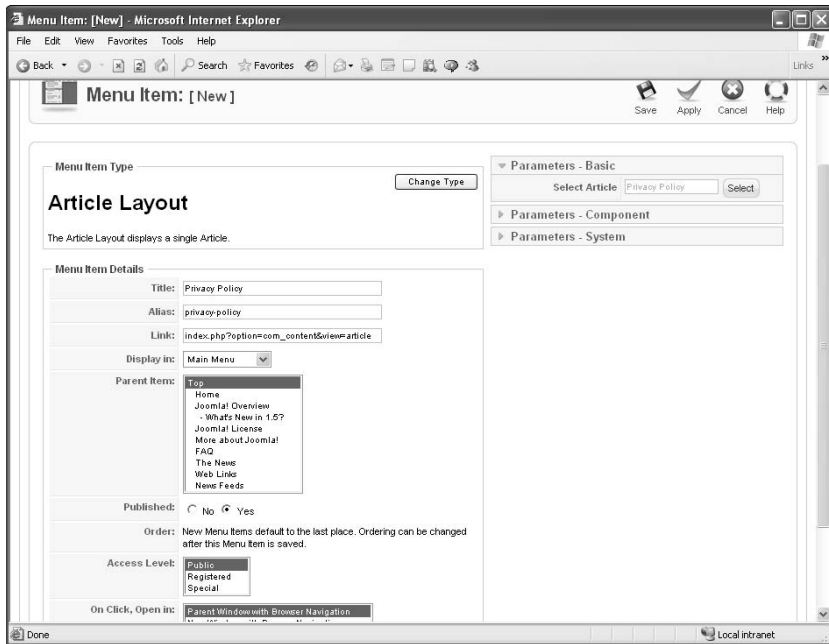 Menu Item: [New] - Microsoft Internet Explorer
File Edit View Favorites Tools Help
Back Search Favorites Links »
Menu Item: [New]
Save Apply Cancel Help
Menu Item Type
Change Type
Article Layout
The Article Layout displays a single Article.
Parameters - Basic
Select Article Privacy Policy Select
Parameters - Component
Parameters - System
Menu Item Details
Title: Privacy Policy
Alias: privacy-policy
Link: index.php?option=com_content&view=article
Display in: Main Menu
Parent Item: Top
Home
Joomla! Overview
- What's New in 1.5?
Joomla! License
More about Joomla!
FAQ
The News
Web Links
News Feeds
Published: No Yes
Order: New Menu Items default to the last place. Ordering can be changed
after this Menu Item is saved.
Access Level: Public
Registered
Special
On Click, Open in: Parent Window with Browser Navigation
Done Local intranet